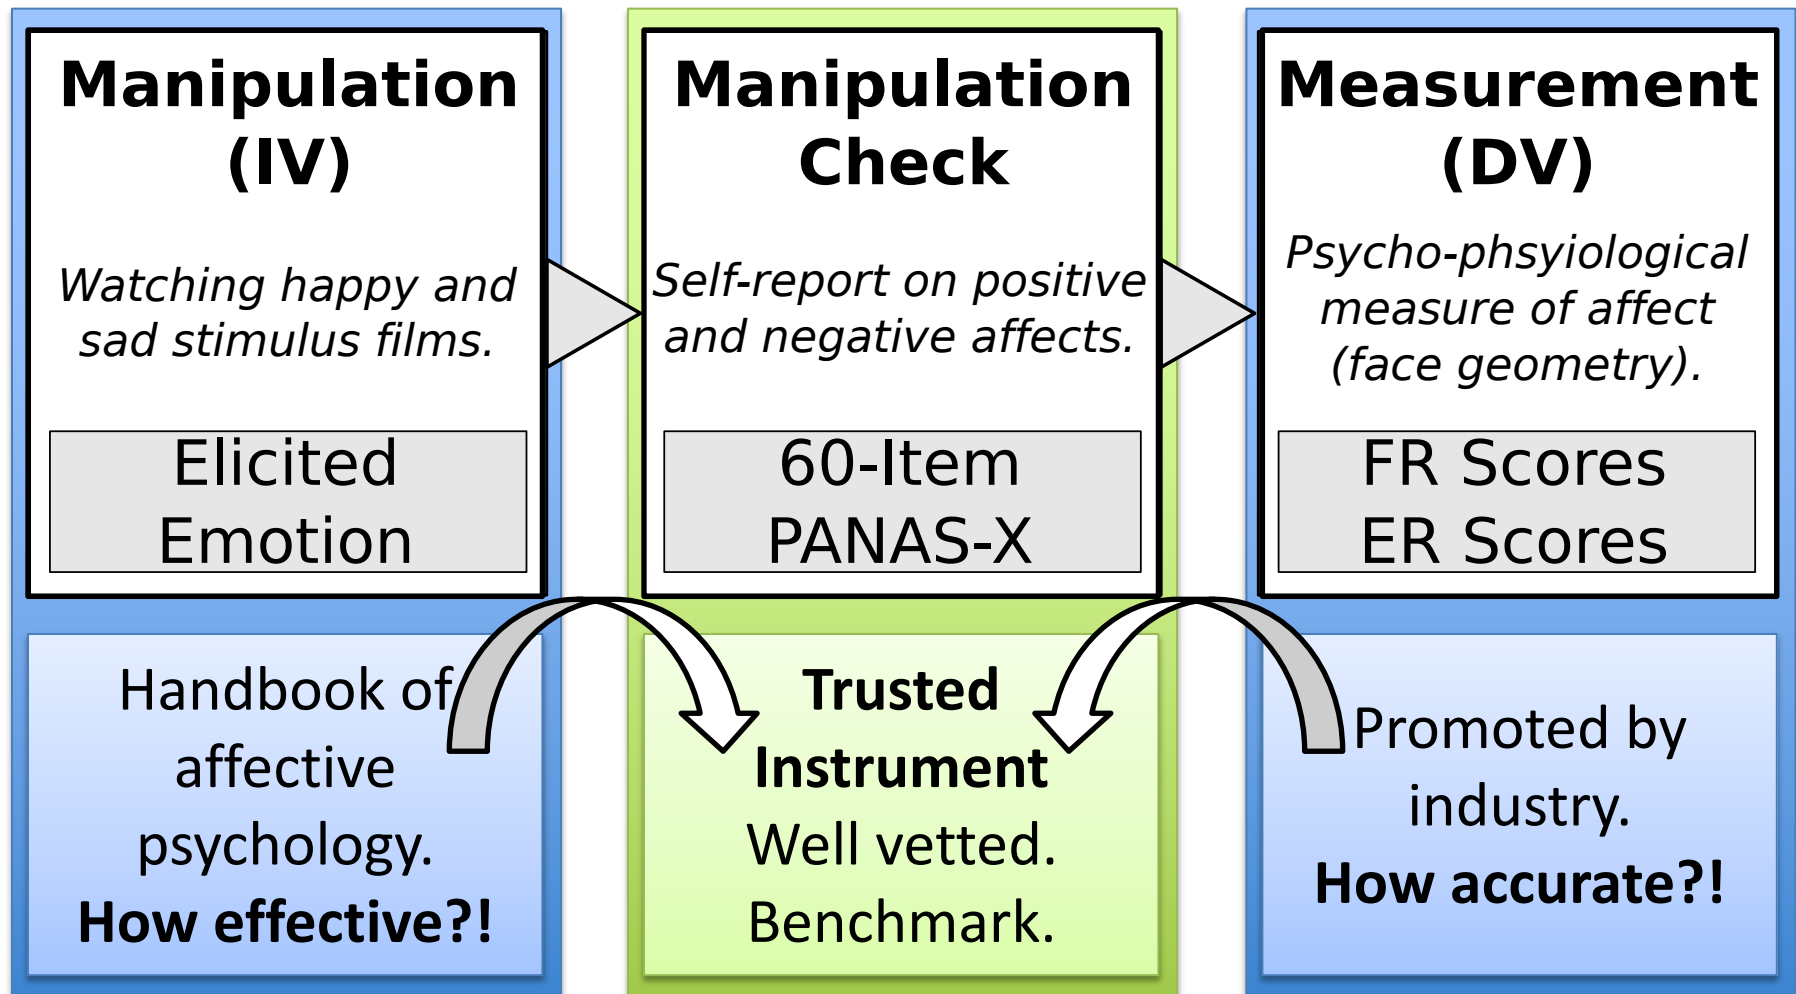 Manipulation
(IV)
Watching happy and
sad stimulus films.
Elicited
Emotion
Handbook of
affective
psychology.
How effective?!
Manipulation
Check
Self-report on positive
and negative affects.
60-Item
PANAS-X
Trusted
Instrument
Well vetted.
Benchmark.
Measurement
(DV)
Psycho-phsyiological
measure of affect
(face geometry).
FR Scores
ER Scores
Promoted by
industry.
How accurate?!